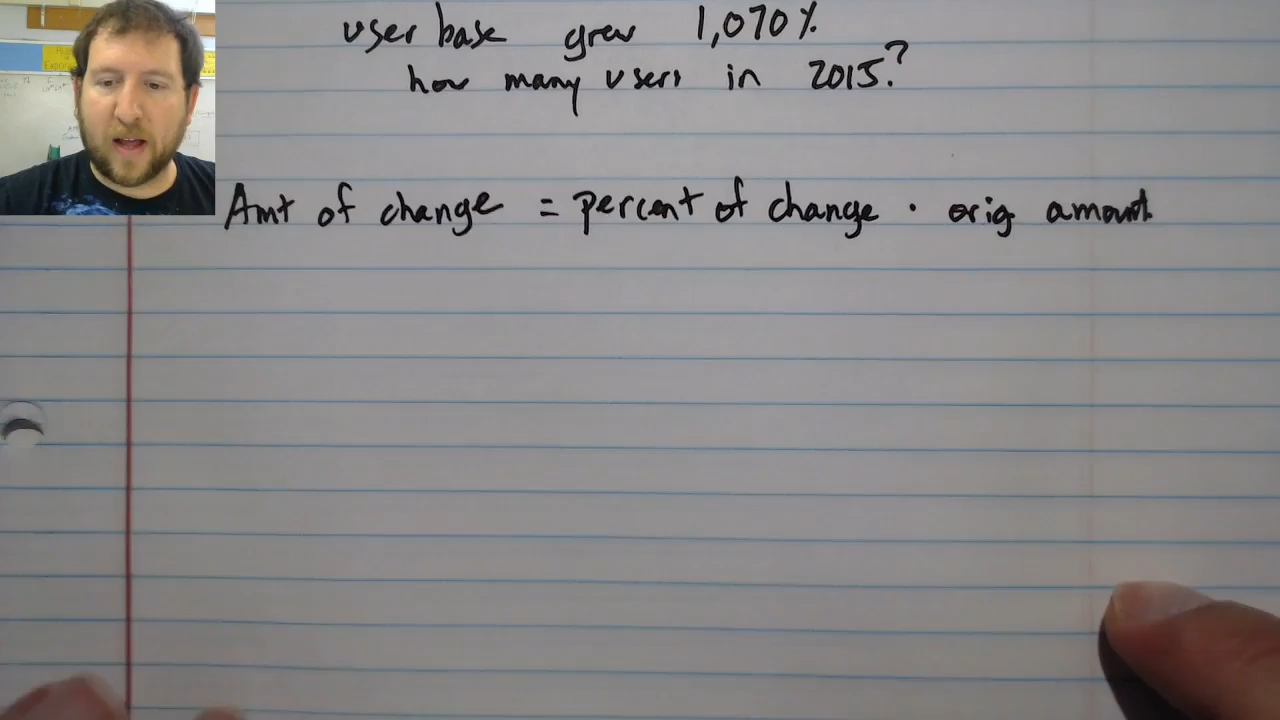 user base grew 1,070%
how many users in 2015?
Amt of change = percent of change · orig amount